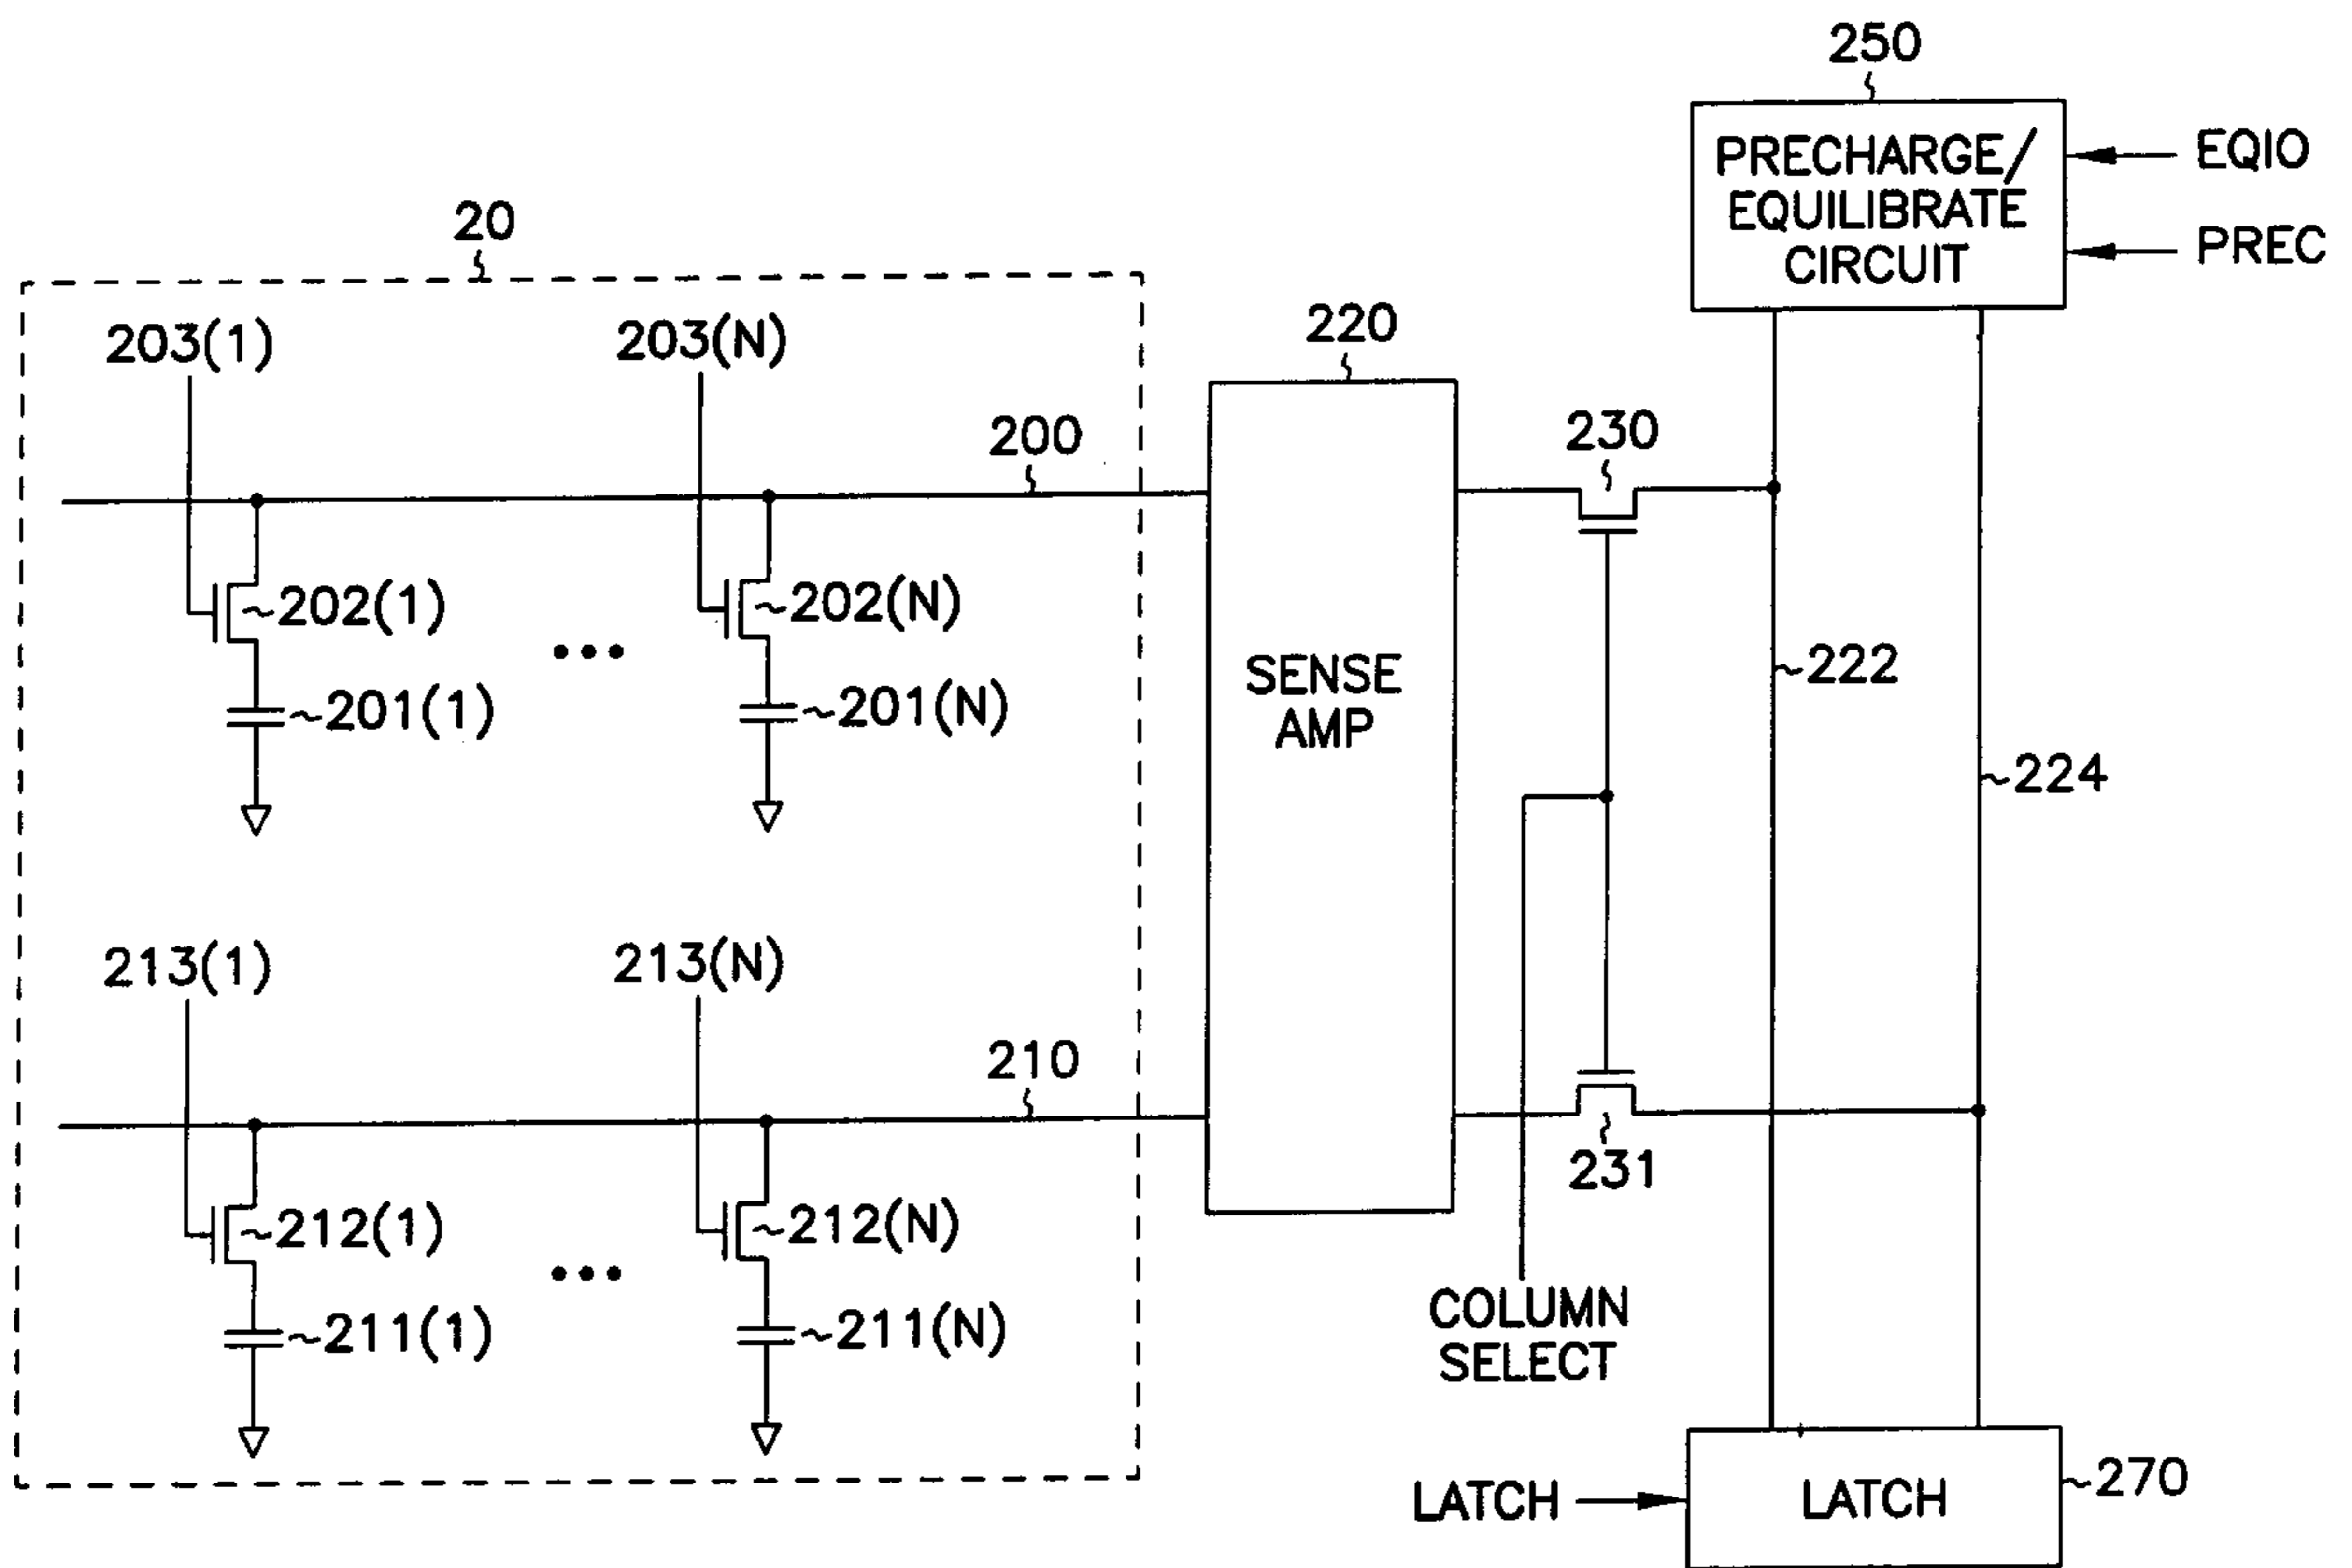 250
PRECHARGE/
EQUILIBRATE
CIRCUIT
EQIO
PREC
20
203(1)
203(N)
220
200
230
202(1)
202(N)
201(1)
201(N)
SENSE
AMP
222
224
213(1)
213(N)
210
231
212(1)
212(N)
211(1)
211(N)
COLUMN
SELECT
LATCH
LATCH
270